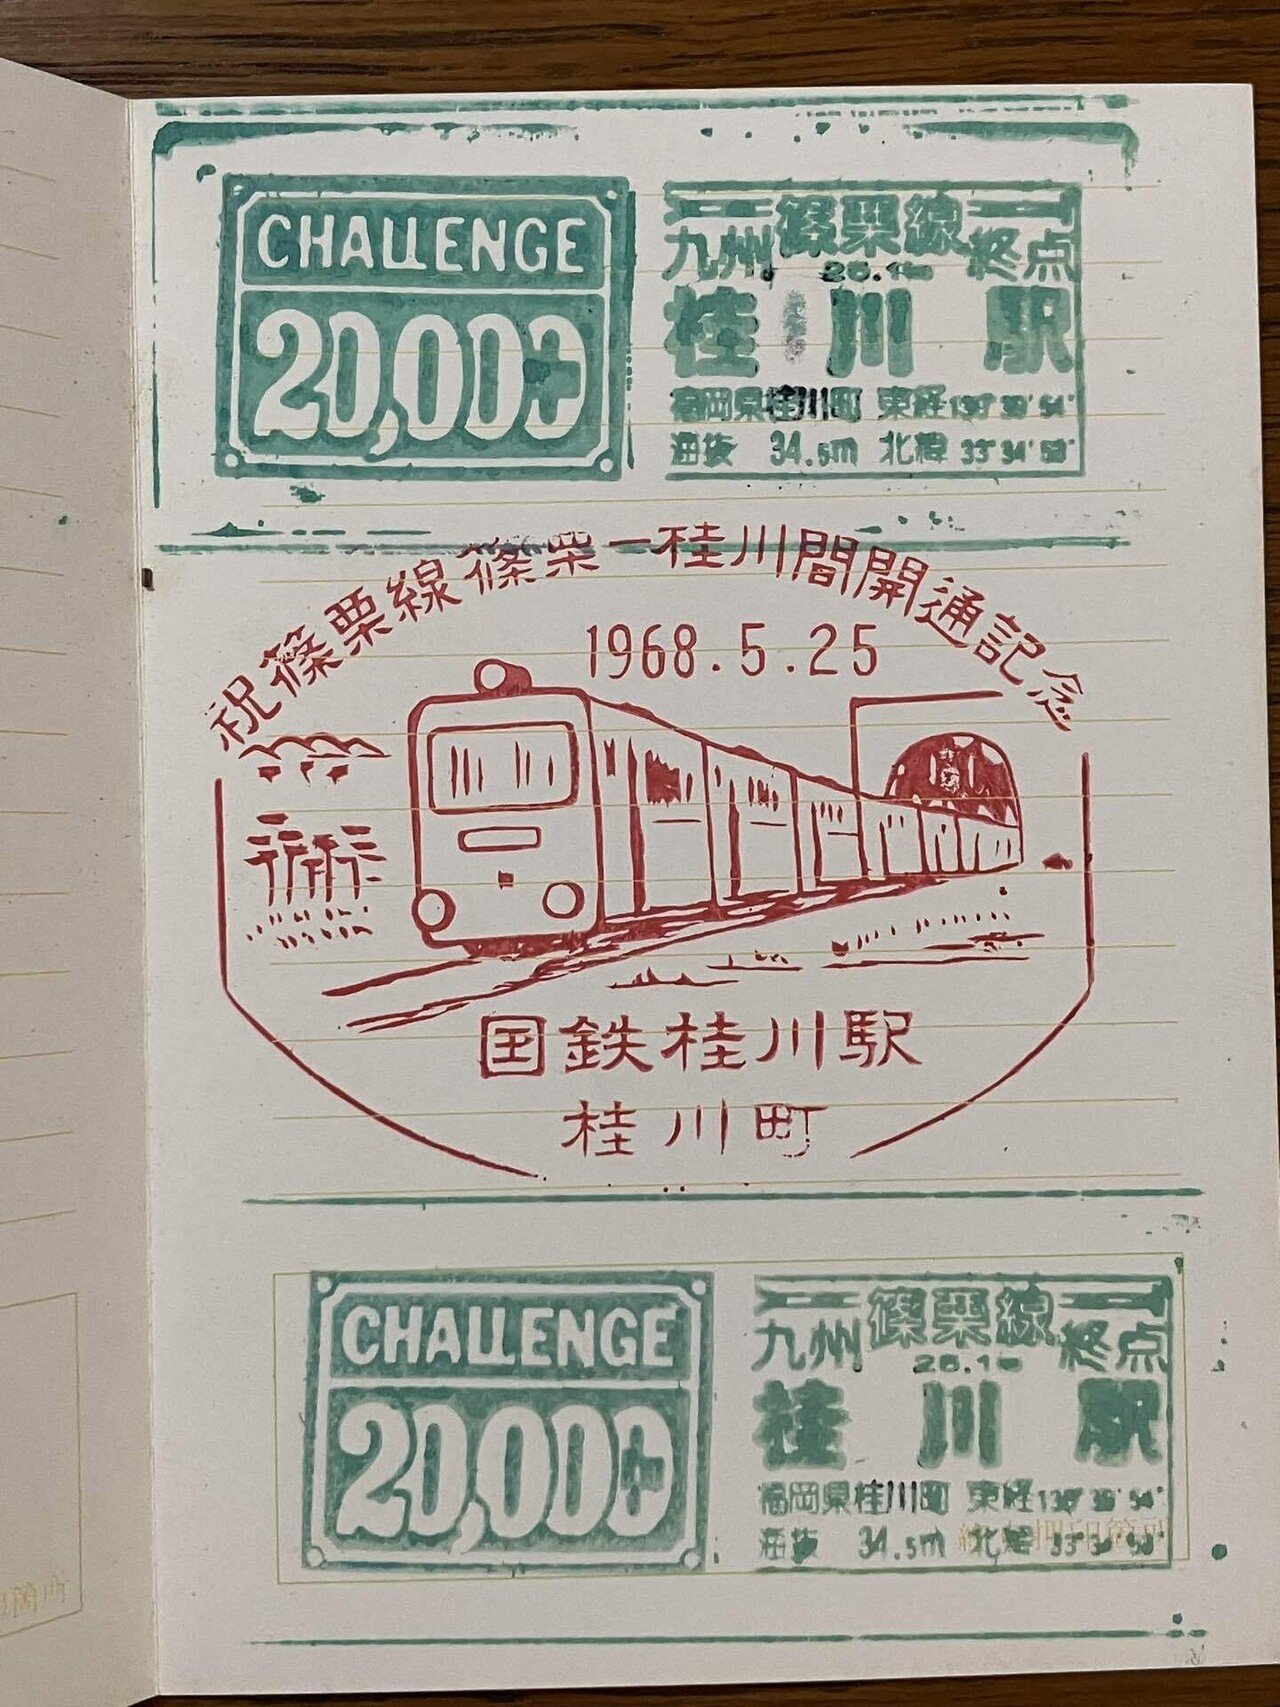 CHALLENGE
20,000
九州 篠栗線 終点
桂川駅
福岡県桂川町 東経
海抜 34.5m 北緯 33°34'
祝篠栗線篠栗ー桂川間開通記念
1968.5.25
国鉄桂川駅
桂川町
CHALLENGE
20,000
九州 篠栗線 終点
桂川駅
福岡県桂川町 東経
海抜 34.5m 北緯